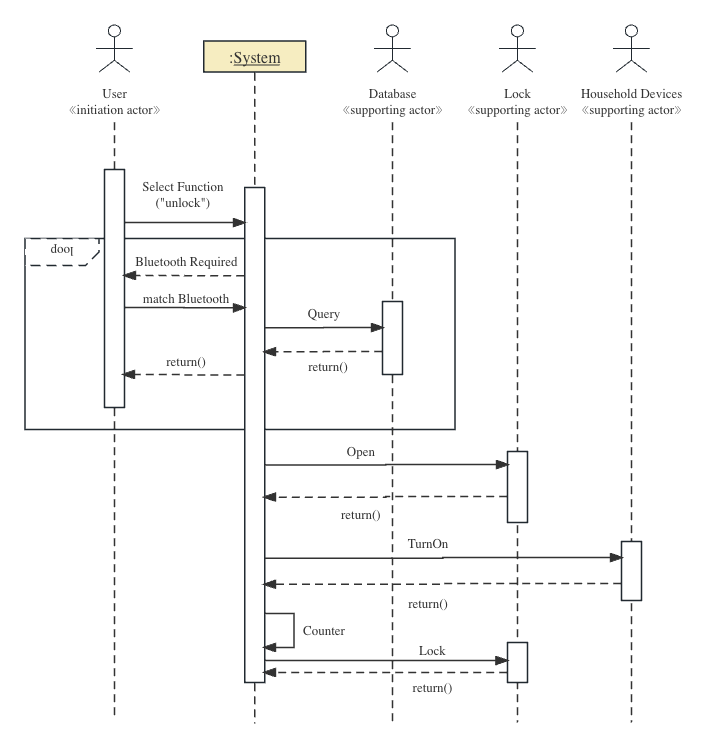 :System
User
«initiation actor»
Database
«supporting actor»
Lock
«supporting actor»
Household Devices
«supporting actor»
Select Function
("unlock")
Bluetooth Required
match Bluetooth
Query
return()
return()
Open
return()
TurnOn
return()
Counter
Lock
return()